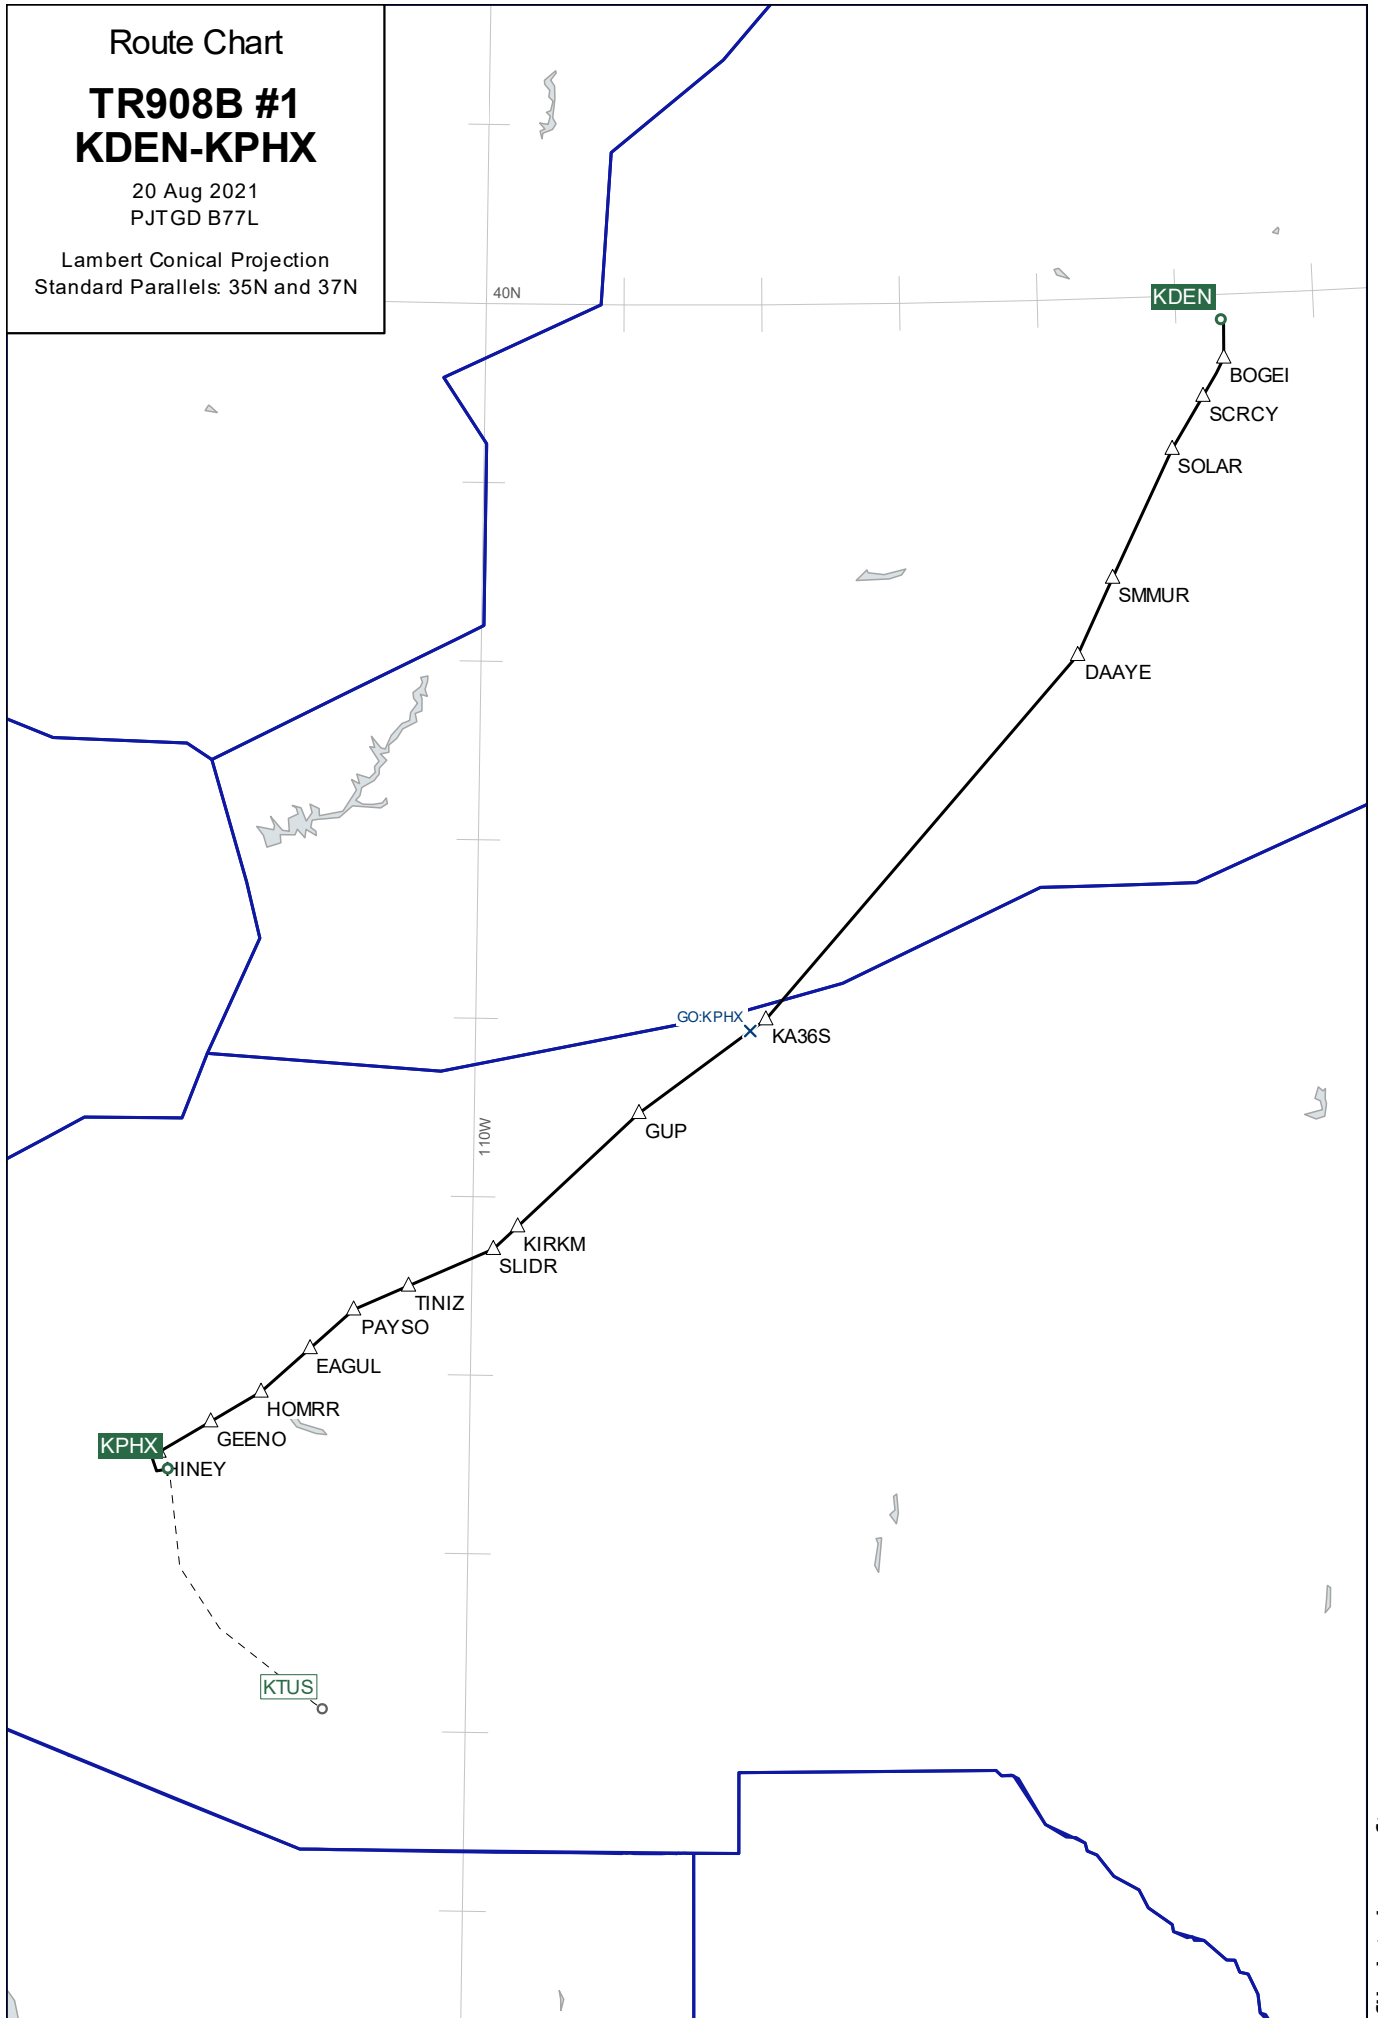 Route Chart
TR908B #1
KDEN-KPHX
20 Aug 2021
PJTGD B77L
Lambert Conical Projection
Standard Parallels: 35N and 37N
40N
KDEN
BOGEI
SCRCY
SOLAR
SMMUR
DAAYE
GO:KPHX
KA36S
GUP
110W
KIRKM
SLIDR
TINIZ
PAYSO
EAGUL
HOMRR
GEENO
KPHX
HINEY
KTUS